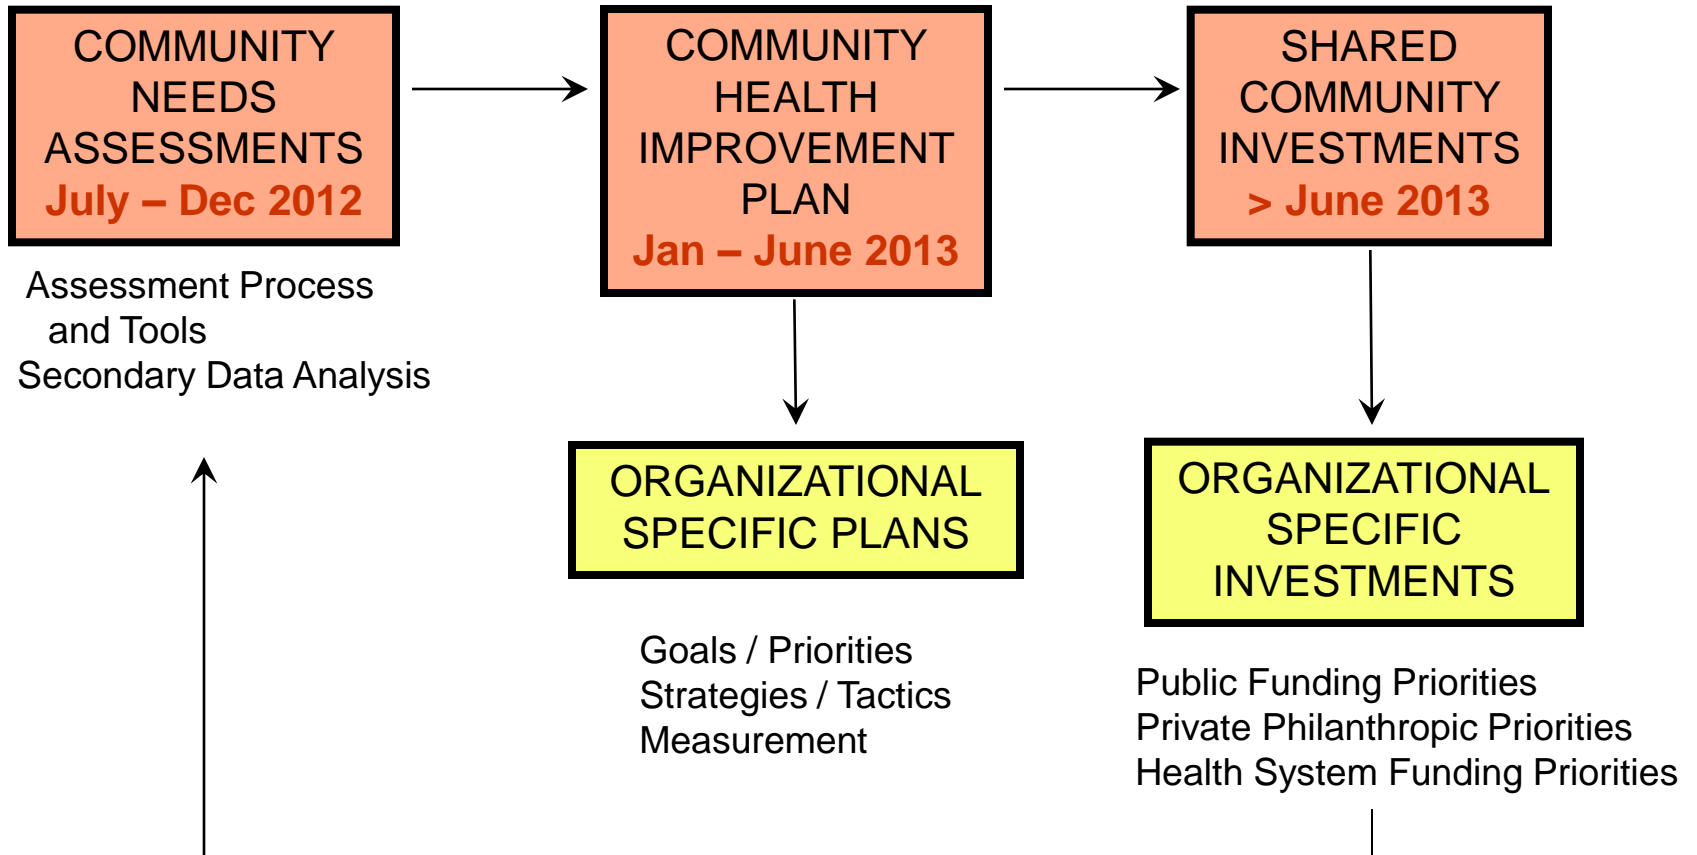 COMMUNITY
NEEDS
ASSESSMENTS
July – Dec 2012
Assessment Process
and Tools
Secondary Data Analysis
COMMUNITY
HEALTH
IMPROVEMENT
PLAN
Jan – June 2013
ORGANIZATIONAL
SPECIFIC PLANS
Goals / Priorities
Strategies / Tactics
Measurement
SHARED
COMMUNITY
INVESTMENTS
> June 2013
ORGANIZATIONAL
SPECIFIC
INVESTMENTS
Public Funding Priorities
Private Philanthropic Priorities
Health System Funding Priorities